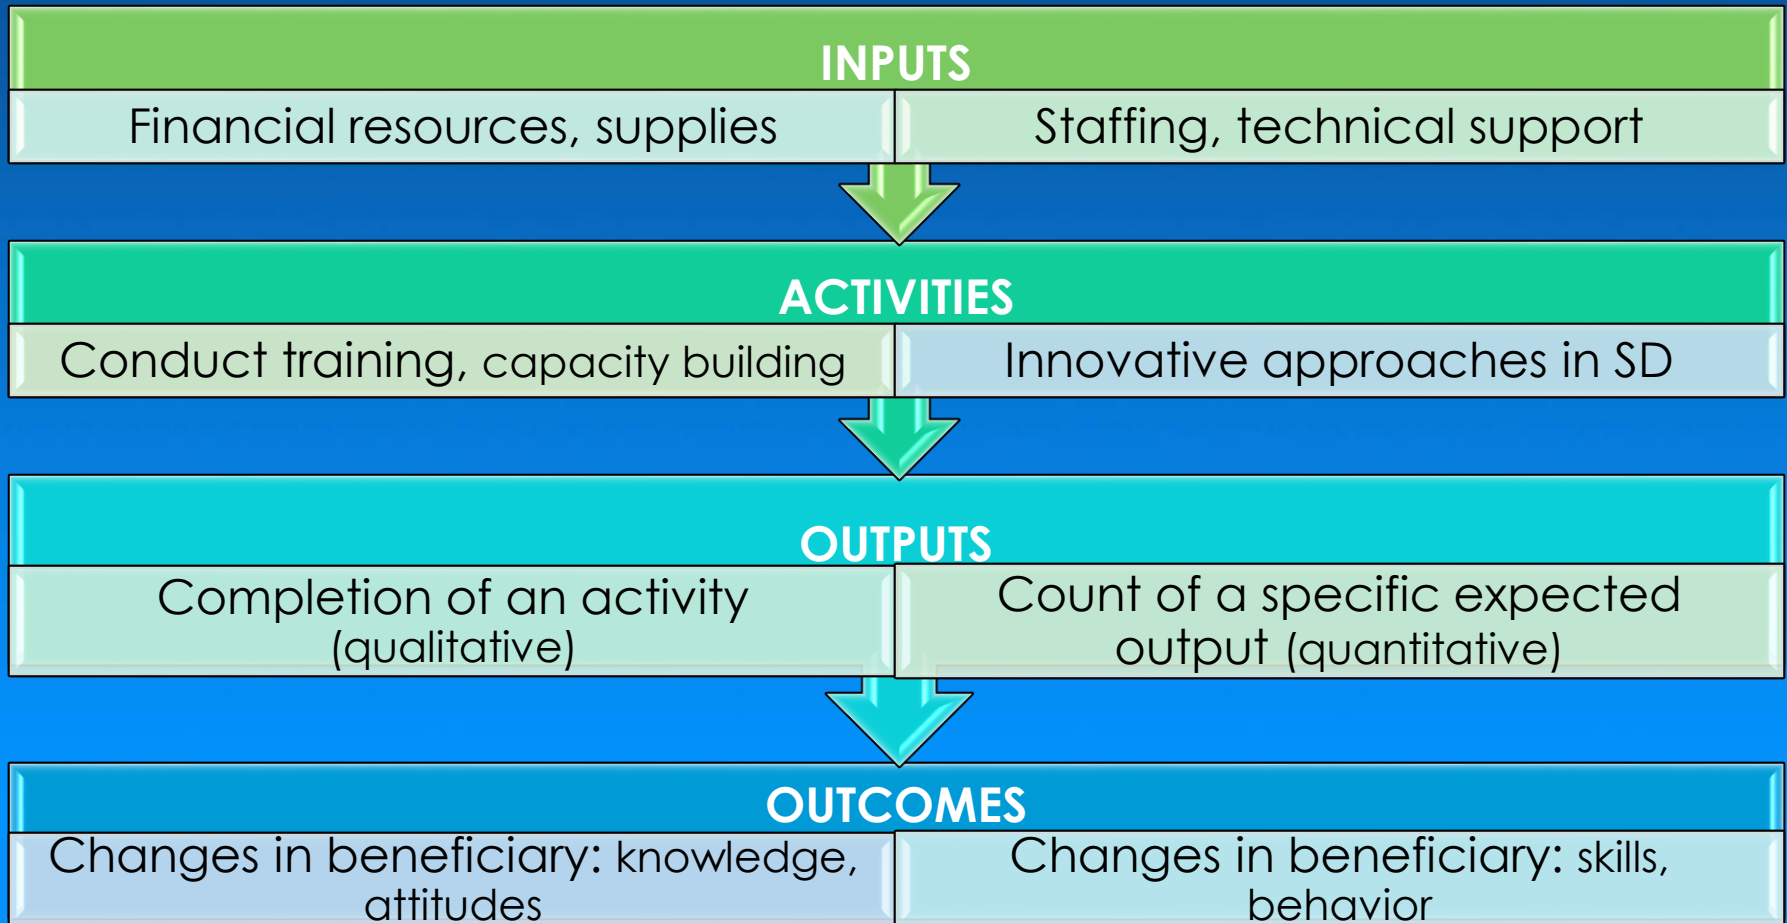 INPUTS
Financial resources, supplies
Staffing, technical support
ACTIVITIES
Conduct training, capacity building
Innovative approaches in SD
OUTPUTS
Completion of an activity
(qualitative)
Count of a specific expected
output (quantitative)
OUTCOMES
Changes in beneficiary: knowledge,
attitudes
Changes in beneficiary: skills,
behavior